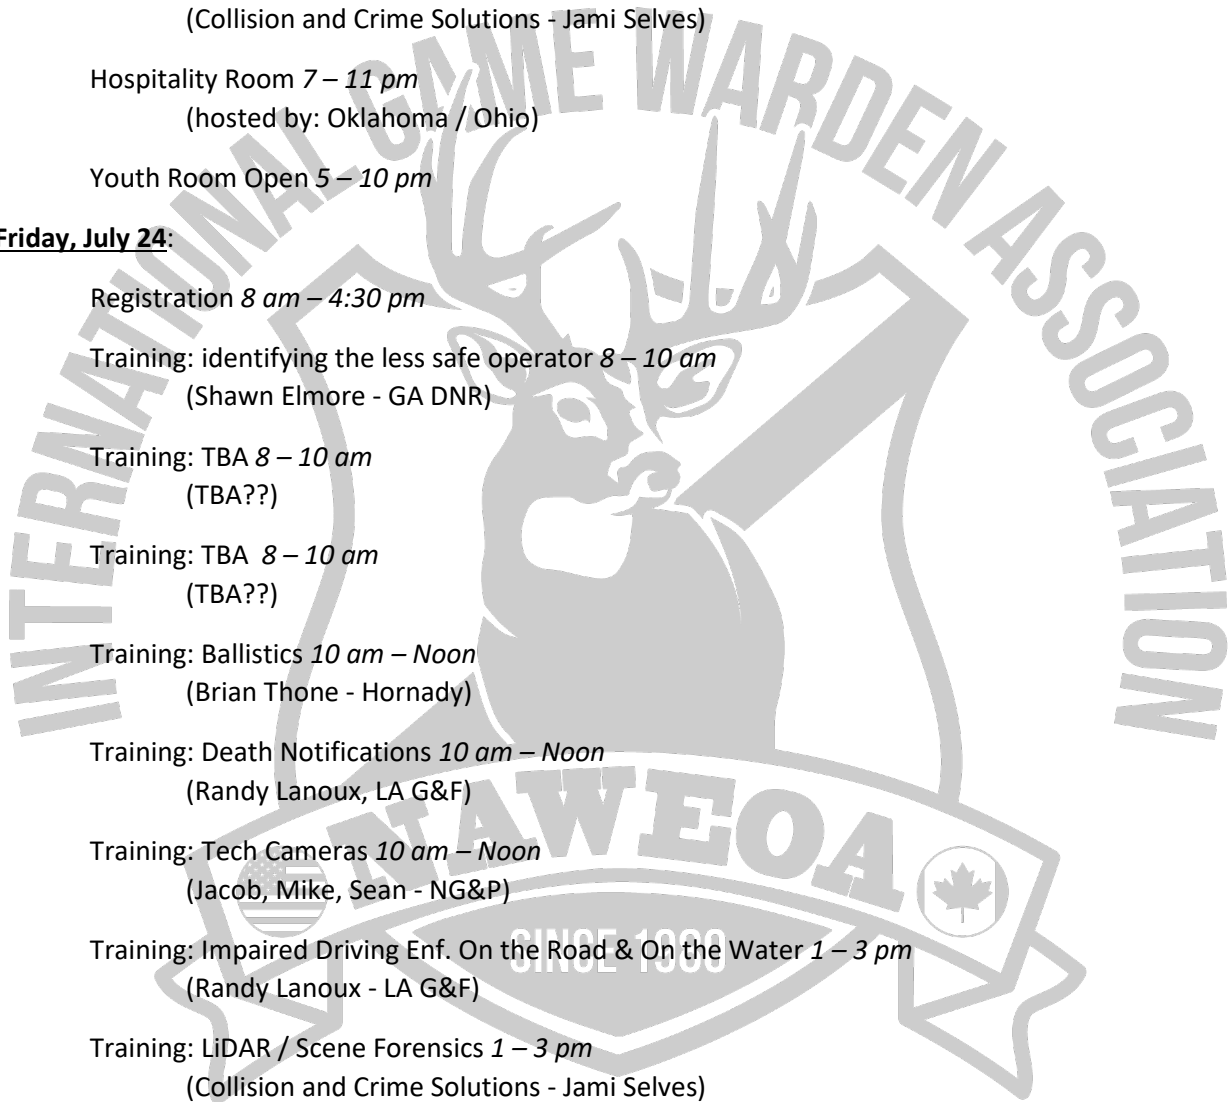 (Collision and Crime Solutions - Jami Selves)
Hospitality Room 7 – 11 pm
(hosted by: Oklahoma / Ohio)
Youth Room Open 5 – 10 pm
Friday, July 24:
Registration 8 am – 4:30 pm
Training: identifying the less safe operator 8 – 10 am
(Shawn Elmore - GA DNR)
Training: TBA 8 – 10 am
(TBA??)
Training: TBA  8 – 10 am
(TBA??)
Training: Ballistics 10 am – Noon
(Brian Thone - Hornady)
Training: Death Notifications 10 am – Noon
(Randy Lanoux, LA G&F)
Training: Tech Cameras 10 am – Noon
(Jacob, Mike, Sean - NG&P)
Training: Impaired Driving Enf. On the Road & On the Water 1 – 3 pm
(Randy Lanoux - LA G&F)
Training: LiDAR / Scene Forensics 1 – 3 pm
(Collision and Crime Solutions - Jami Selves)
INTERNATIONAL GAME WARDEN ASSOCIATION
NAWEOA
SINCE